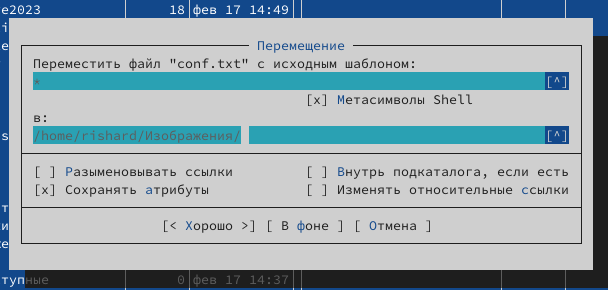 e2023 18 фев 17 14:49
Перемещение
Переместить файл "conf.txt" с исходным шаблоном:
* [^]
[x] Метасимволы Shell
в:
/home/rishard/Изображения/ [^]
[ ] Разыменовывать ссылки [ ] Внутрь подкаталога, если есть
[x] Сохранять атрибуты [ ] Изменять относительные ссылки
[< Хорошо >] [ В фоне ] [ Отмена ]
тупные 0 фев 17 14:37